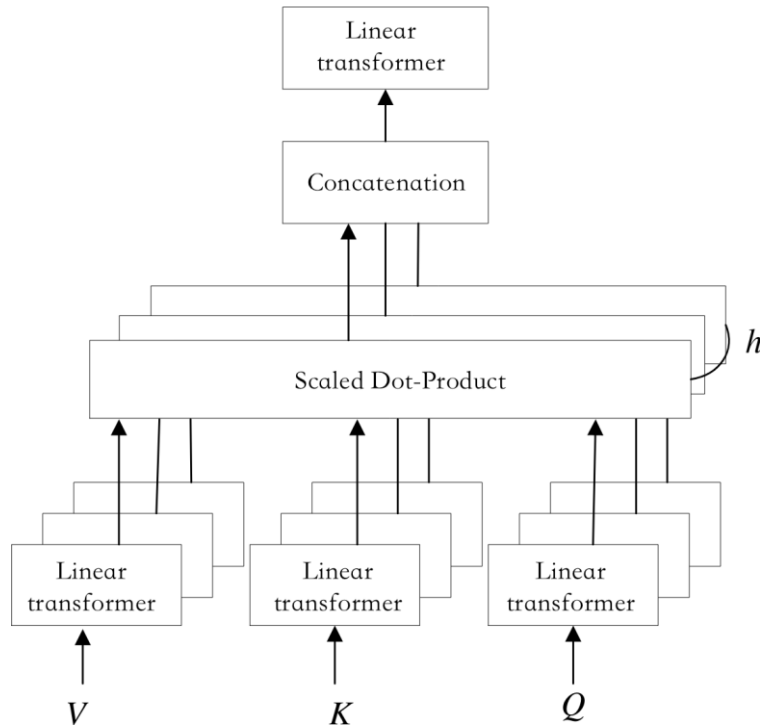 Linear
transformer
Concatenation
h
Scaled Dot-Product
Linear
transformer
Linear
transformer
Linear
transformer
V
K
Q